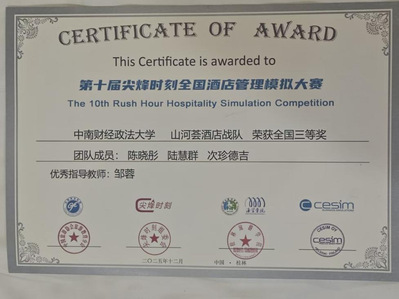 CERTIFICATE OF AWARD
This Certificate is awarded to
第十届尖烽时刻全国酒店管理模拟大赛
The 10th Rush Hour Hospitality Simulation Competition
中南财经政法大学 山河荟酒店战队 荣获全国三等奖
团队成员： 陈晓彤 陆慧群 次珍德吉
优秀指导教师：邹蓉
尖烽时刻
cesim
cesim
二〇二五年十二月
中国·桂林